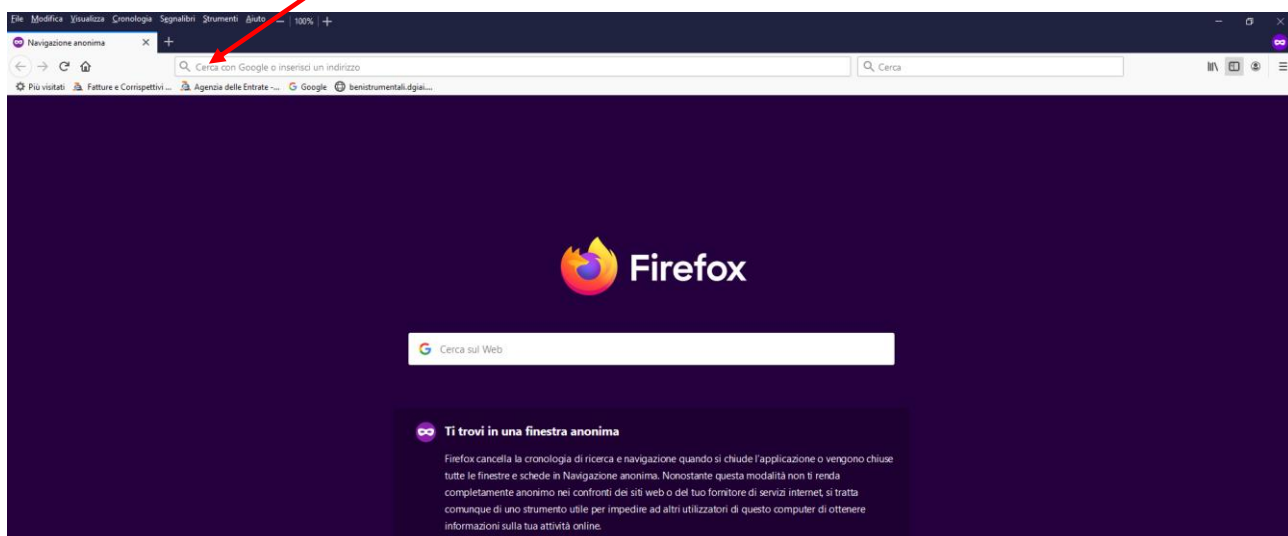 File Modifica Visualizza Cronologia Segnalibri Strumenti Aiuto — 100% +
Navigazione anonima × +
Cerca con Google o inserisci un indirizzo
Cerca
Più visitati Fatture e Corrispettivi ... Agenzia delle Entrate -... Google benistrumentali.dgiai....
Firefox
Cerca sul Web
Ti trovi in una finestra anonima
Firefox cancella la cronologia di ricerca e navigazione quando si chiude l'applicazione o vengono chiuse
tutte le finestre e schede in Navigazione anonima. Nonostante questa modalità non ti renda
completamente anonimo nei confronti dei siti web o del tuo fornitore di servizi internet, si tratta
comunque di uno strumento utile per impedire ad altri utilizzatori di questo computer di ottenere
informazioni sulla tua attività online.